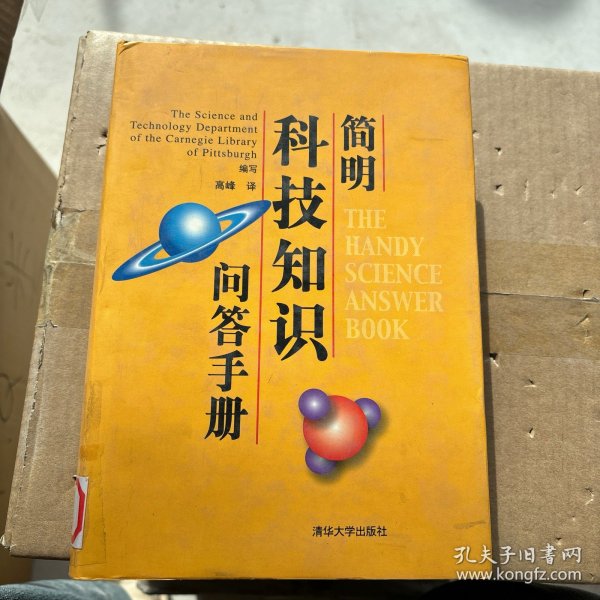 The Science and
Technology Department
of the Carnegie Library
of Pittsburgh
编写
高峰 译
简明
科技知识
问答手册
THE
HANDY
SCIENCE
ANSWER
BOOK
清华大学出版社
孔夫子旧书网
www.kongfz.com